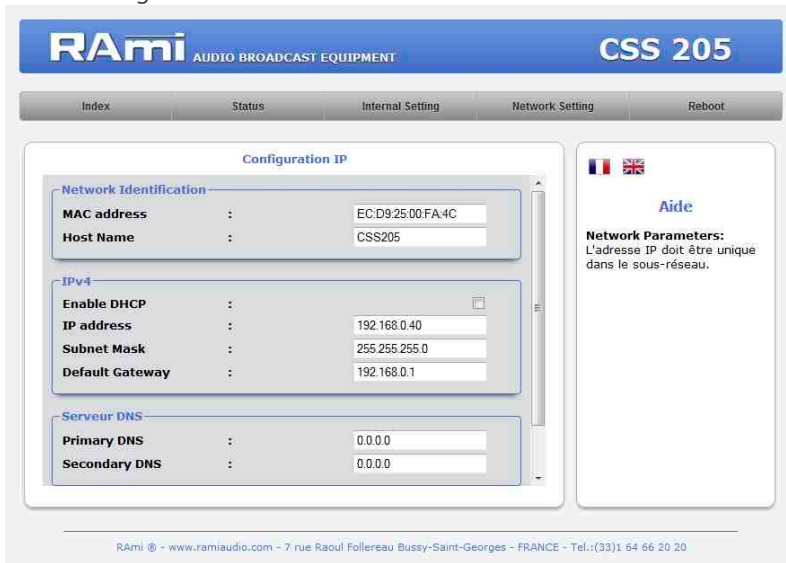 RAmi AUDIO BROADCAST EQUIPMENT CSS 205
Index Status Internal Setting Network Setting Reboot
Configuration IP
Network Identification
MAC address : EC:D9:25:00:FA:4C
Host Name : CSS205
IPv4
Enable DHCP :
IP address : 192.168.0.40
Subnet Mask : 255.255.255.0
Default Gateway : 192.168.0.1
Serveur DNS
Primary DNS : 0.0.0.0
Secondary DNS : 0.0.0.0
Aide
Network Parameters:
L'adresse IP doit être unique
dans le sous-réseau.
RAmi ® - www.ramiaudio.com - 7 rue Raoul Follereau Bussy-Saint-Georges - FRANCE - Tel.:(33)1 64 66 20 20